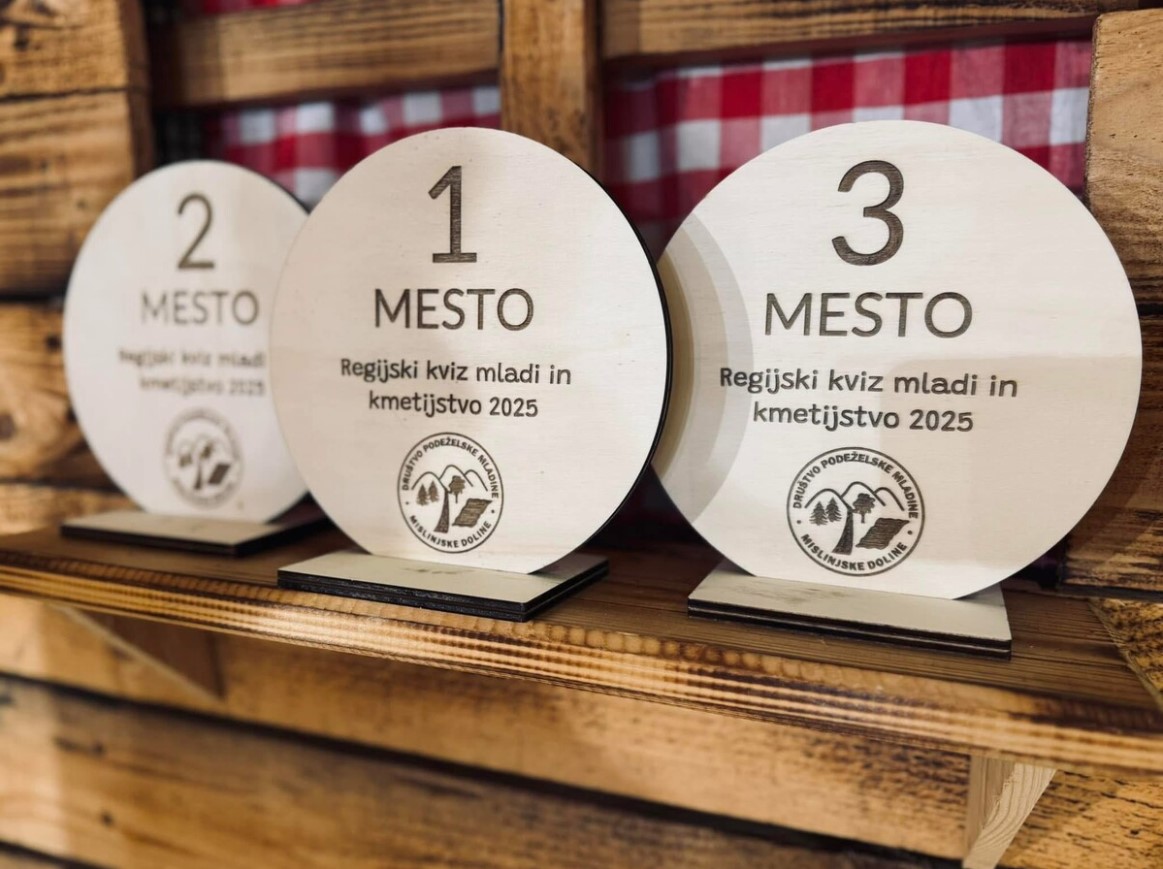 2
MESTO
Regijski kviz mladi
kmetijstvo 2025
1
MESTO
Regijski kviz mladi in
kmetijstvo 2025
DRUŠTVO PODEŽELSKE MLADINE
MISLINJSKE DOLINE
3
MESTO
Regijski kviz mladi in
kmetijstvo 2025
DRUŠTVO PODEŽELSKE MLADINE
MISLINJSKE DOLINE